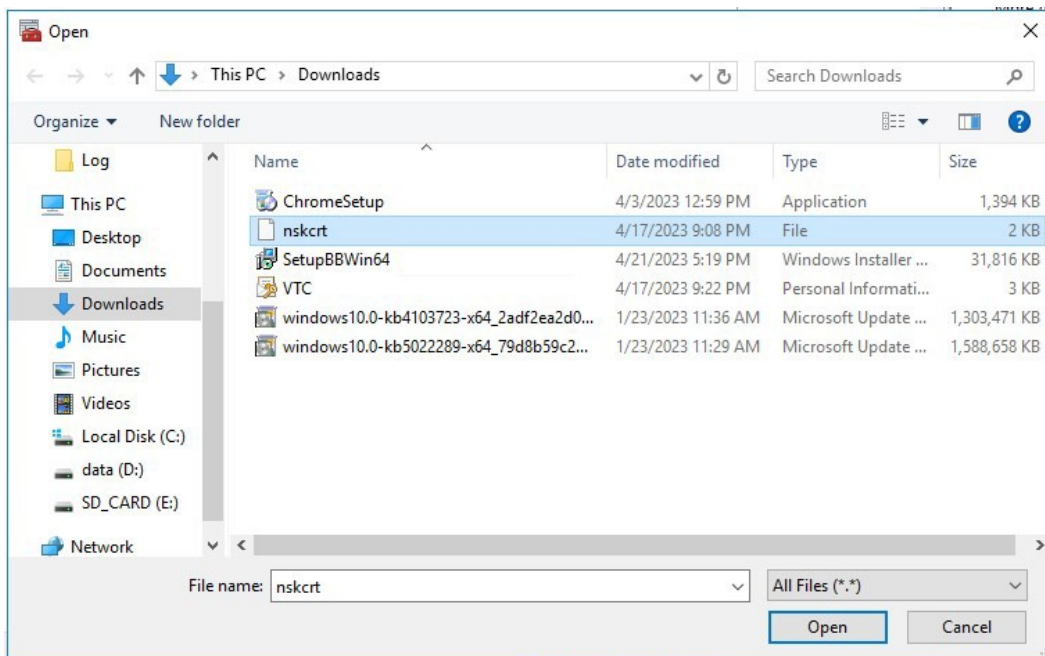 Open
This PC > Downloads
Search Downloads
Organize
New folder
Name
Date modified
Type
Size
Log
This PC
Desktop
Documents
Downloads
Music
Pictures
Videos
Local Disk (C:)
data (D:)
SD_CARD (E:)
Network
ChromeSetup 4/3/2023 12:59 PM Application 1,394 KB
nskcrt 4/17/2023 9:08 PM File 2 KB
SetupBBWin64 4/21/2023 5:19 PM Windows Installer ... 31,816 KB
VTC 4/17/2023 9:22 PM Personal Informati... 3 KB
windows10.0-kb4103723-x64_2adf2ea2d0... 1/23/2023 11:36 AM Microsoft Update ... 1,303,471 KB
windows10.0-kb5022289-x64_79d8b59c2... 1/23/2023 11:29 AM Microsoft Update ... 1,588,658 KB
File name: nskcrt
All Files (*.*)
Open
Cancel